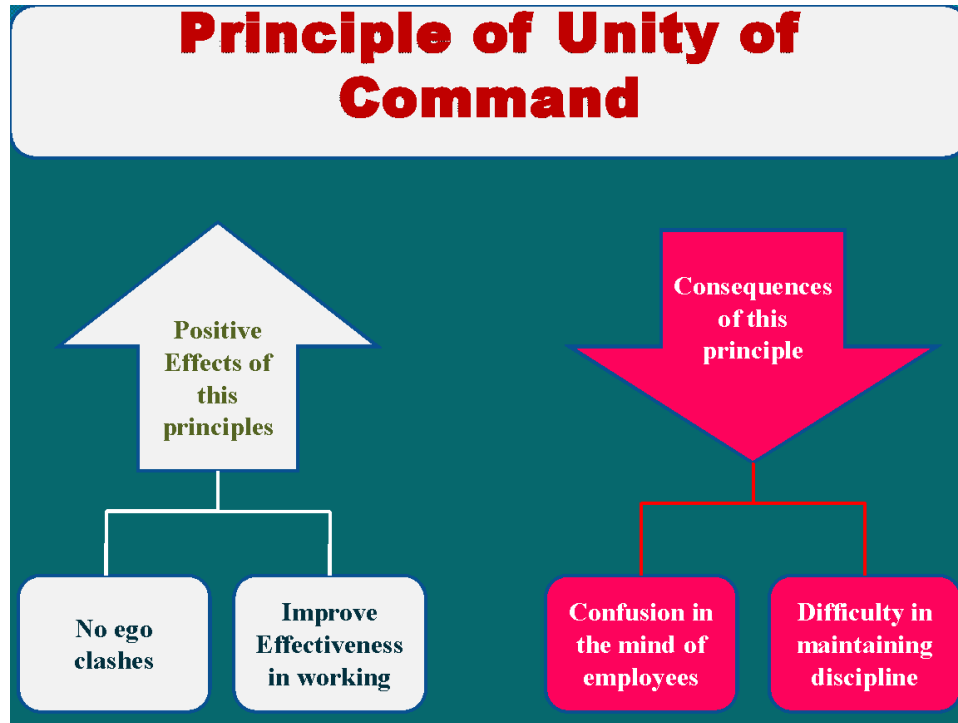 Principle of Unity of
Command
Positive
Effects of
this
principles
No ego
clashes
Improve
Effectiveness
in working
Consequences
of this
principle
Confusion in
the mind of
employees
Difficulty in
maintaining
discipline